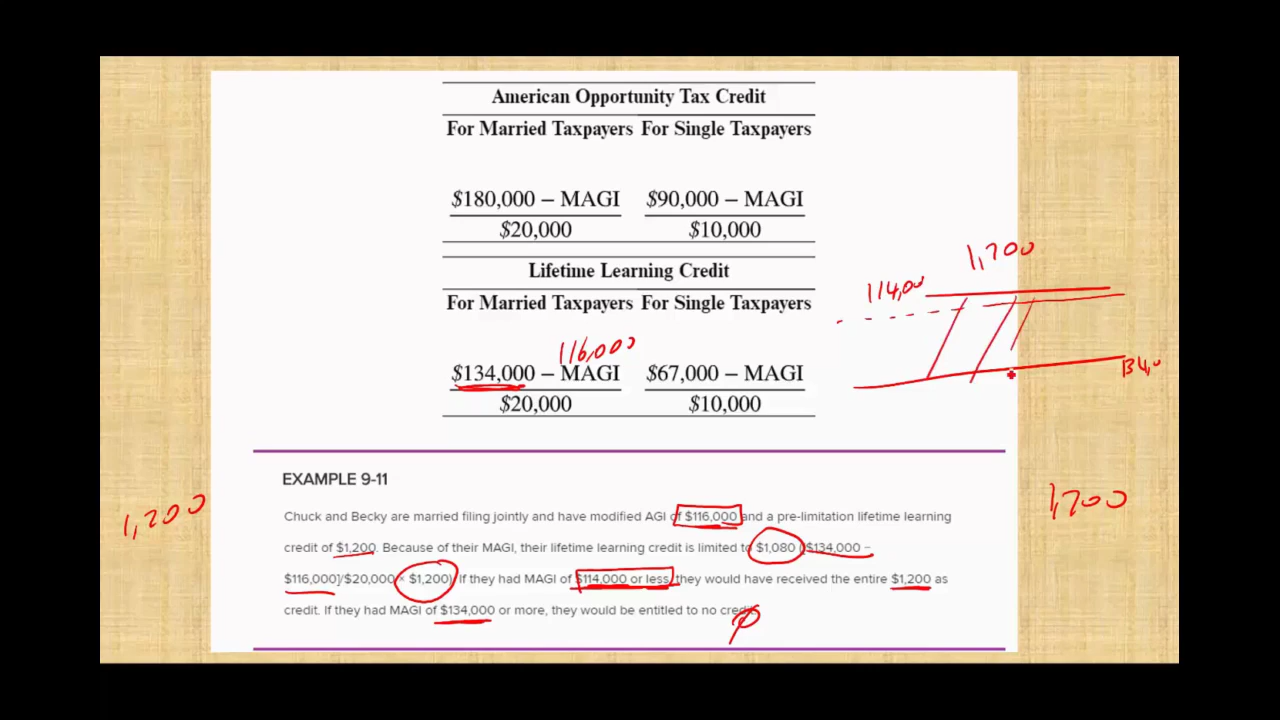 American Opportunity Tax Credit
For Married Taxpayers For Single Taxpayers
$180,000 – MAGI $90,000 – MAGI
$20,000 $10,000
Lifetime Learning Credit
For Married Taxpayers For Single Taxpayers
116,000
$134,000 – MAGI $67,000 – MAGI
$20,000 $10,000
1,200
114,00
134,0
EXAMPLE 9-11
Chuck and Becky are married filing jointly and have modified AGI of $116,000 and a pre-limitation lifetime learning
credit of $1,200. Because of their MAGI, their lifetime learning credit is limited to $1,080 ([$134,000 –
$116,000]/$20,000 × $1,200). If they had MAGI of $114,000 or less, they would have received the entire $1,200 as
credit. If they had MAGI of $134,000 or more, they would be entitled to no credit.
1,200
1,200